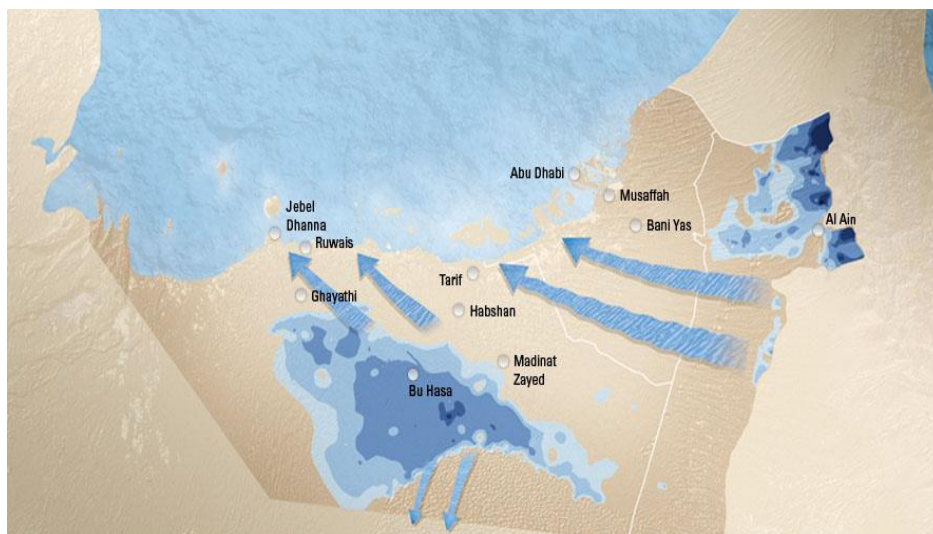 Abu Dhabi
Musaffah
Jebel
Dhanna
Bani Yas
Al Ain
Ruwais
Tarif
Ghayathi
Habshan
Madinat
Zayed
Bu Hasa